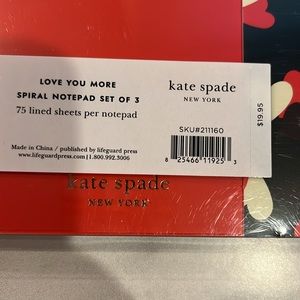 LOVE YOU MORE
SPIRAL NOTEPAD SET OF 3
75 lined sheets per notepad
Made in China / published by lifeguard press
www.lifeguardpress.com | 1.800.992.3006
kate spade
NEW YORK
SKU#211160
8 25466 11925 3
$19.95
kate spade
NEW YORK